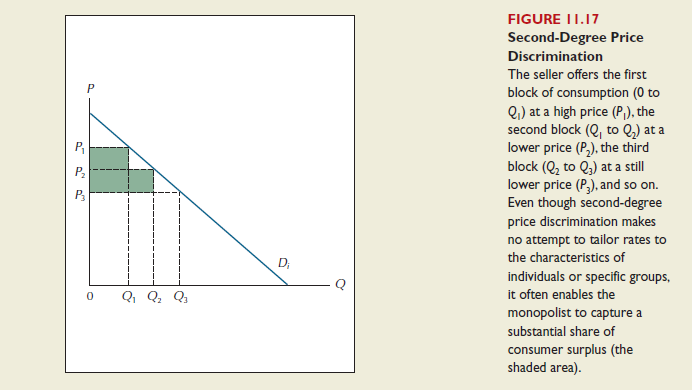 P
P₁
P₂
P₃
Dᵢ
Q
0 Q₁ Q₂ Q₃
FIGURE 11.17
Second-Degree Price
Discrimination
The seller offers the first
block of consumption (0 to
Q₁) at a high price (P₁), the
second block (Q₁ to Q₂) at a
lower price (P₂), the third
block (Q₂ to Q₃) at a still
lower price (P₃), and so on.
Even though second-degree
price discrimination makes
no attempt to tailor rates to
the characteristics of
individuals or specific groups,
it often enables the
monopolist to capture a
substantial share of
consumer surplus (the
shaded area).